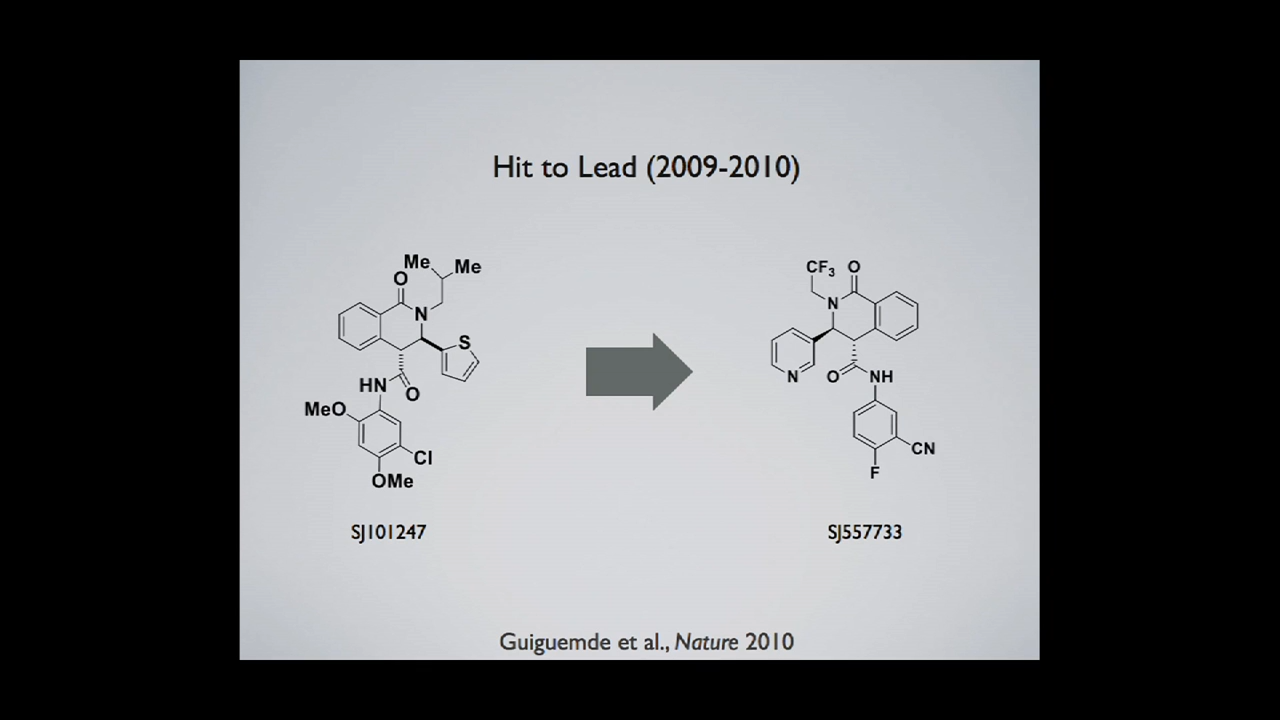 Hit to Lead (2009-2010)
Me
Me
O
N
S
HN
O
MeO
Cl
OMe
SJ101247
CF3
O
N
N
O
NH
CN
F
SJ557733
Guiguemde et al., Nature 2010